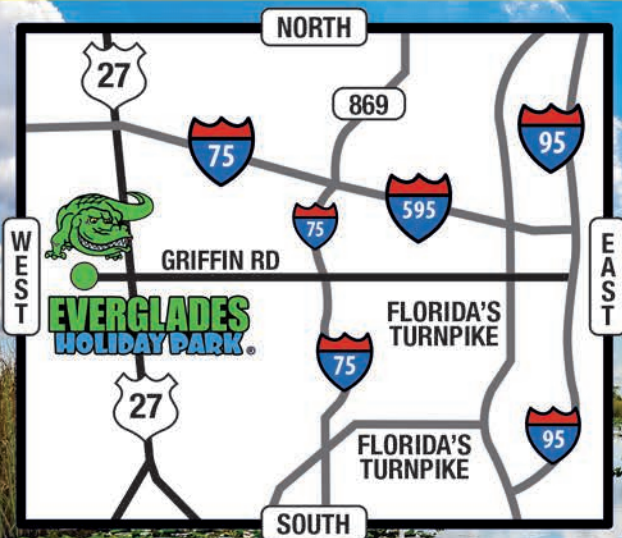 NORTH
27
869
75
95
595
75
WEST
EAST
GRIFFIN RD
EVERGLADES
HOLIDAY PARK®
FLORIDA'S
TURNPIKE
75
27
95
FLORIDA'S
TURNPIKE
SOUTH